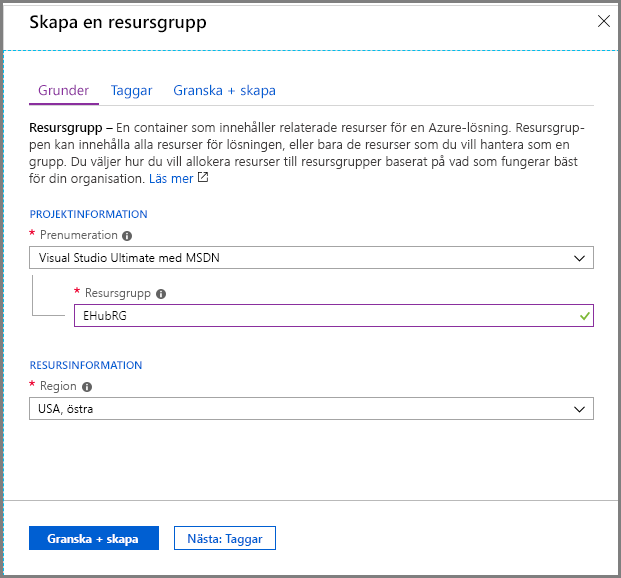 Skapa en resursgrupp
Grunder Taggar Granska + skapa
Resursgrupp – En container som innehåller relaterade resurser för en Azure-lösning. Resursgrup-
pen kan innehålla alla resurser för lösningen, eller bara de resurser som du vill hantera som en
grupp. Du väljer hur du vill allokera resurser till resursgrupper baserat på vad som fungerar bäst
för din organisation. Läs mer
PROJEKTINFORMATION
* Prenumeration
Visual Studio Ultimate med MSDN
* Resursgrupp
EHubRG
RESURSINFORMATION
* Region
USA, östra
Granska + skapa Nästa: Taggar